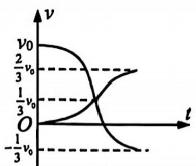 v
v₀
2/3 v₀
1/3 v₀
O
t
-1/3 v₀